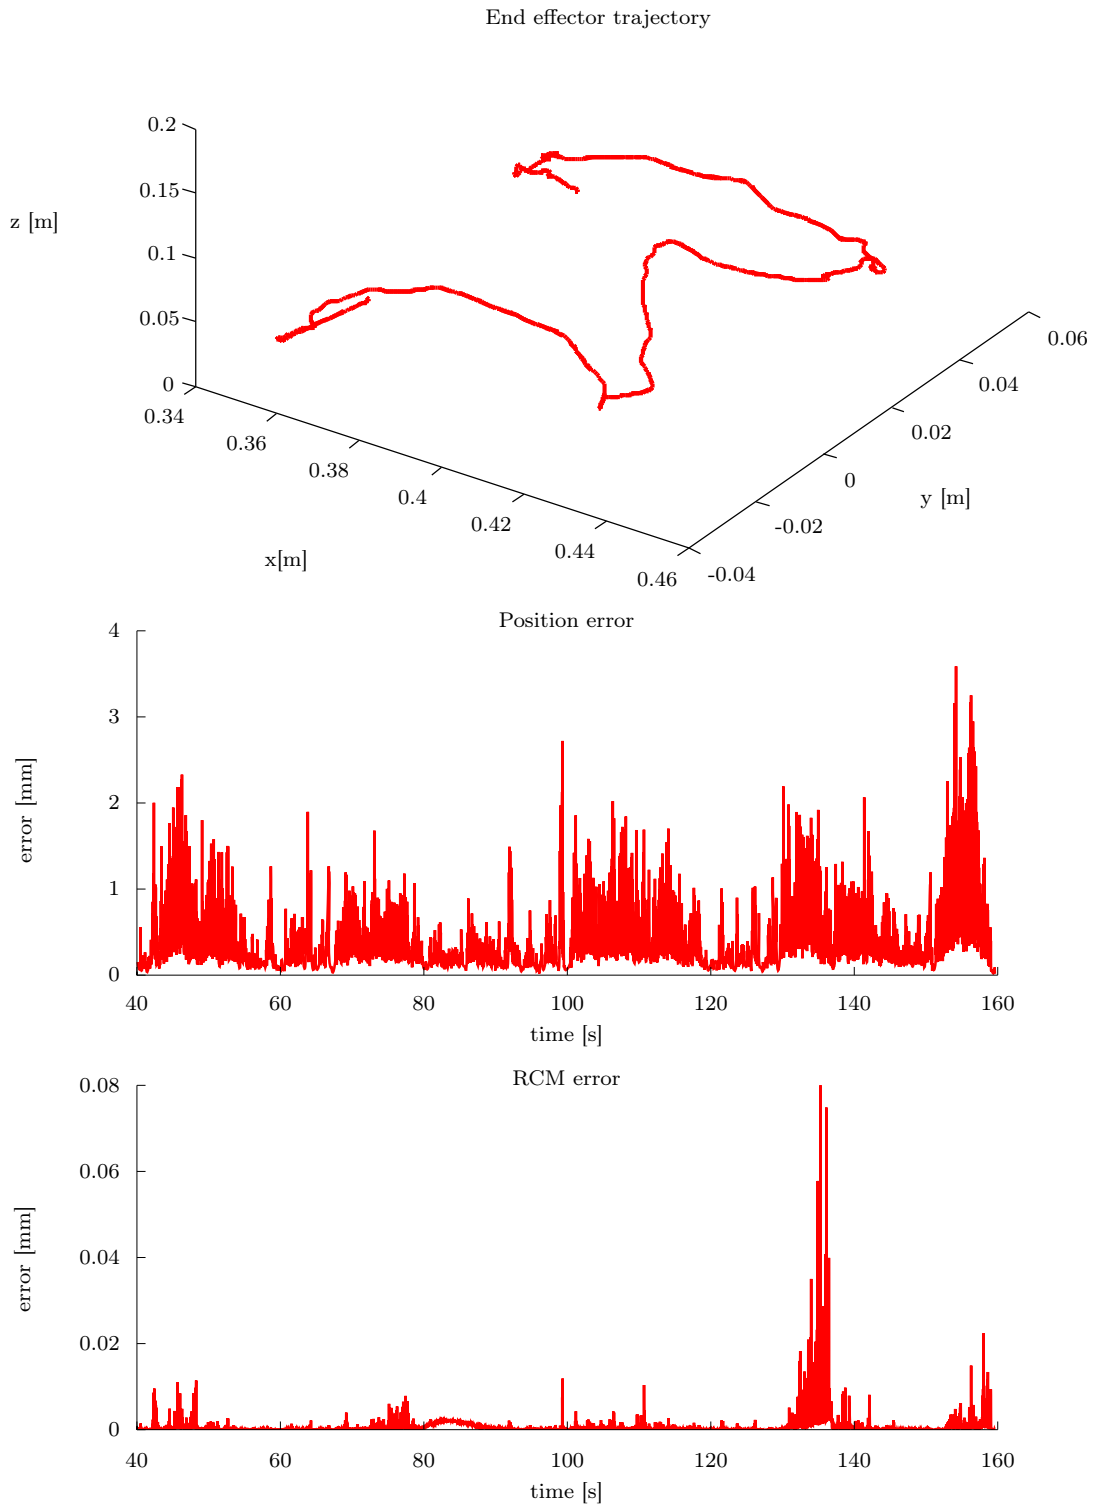 End effector trajectory
0.2
0.15
z [m]
0.1
0.05
0
0.34
0.36
0.38
0.4
0.42
0.44
0.46
x[m]
-0.04
-0.02
0
0.02
0.04
0.06
y [m]
Position error
4
3
2
1
0
error [mm]
40 60 80 100 120 140 160
time [s]
RCM error
0.08
0.06
0.04
0.02
0
error [mm]
40 60 80 100 120 140 160
time [s]